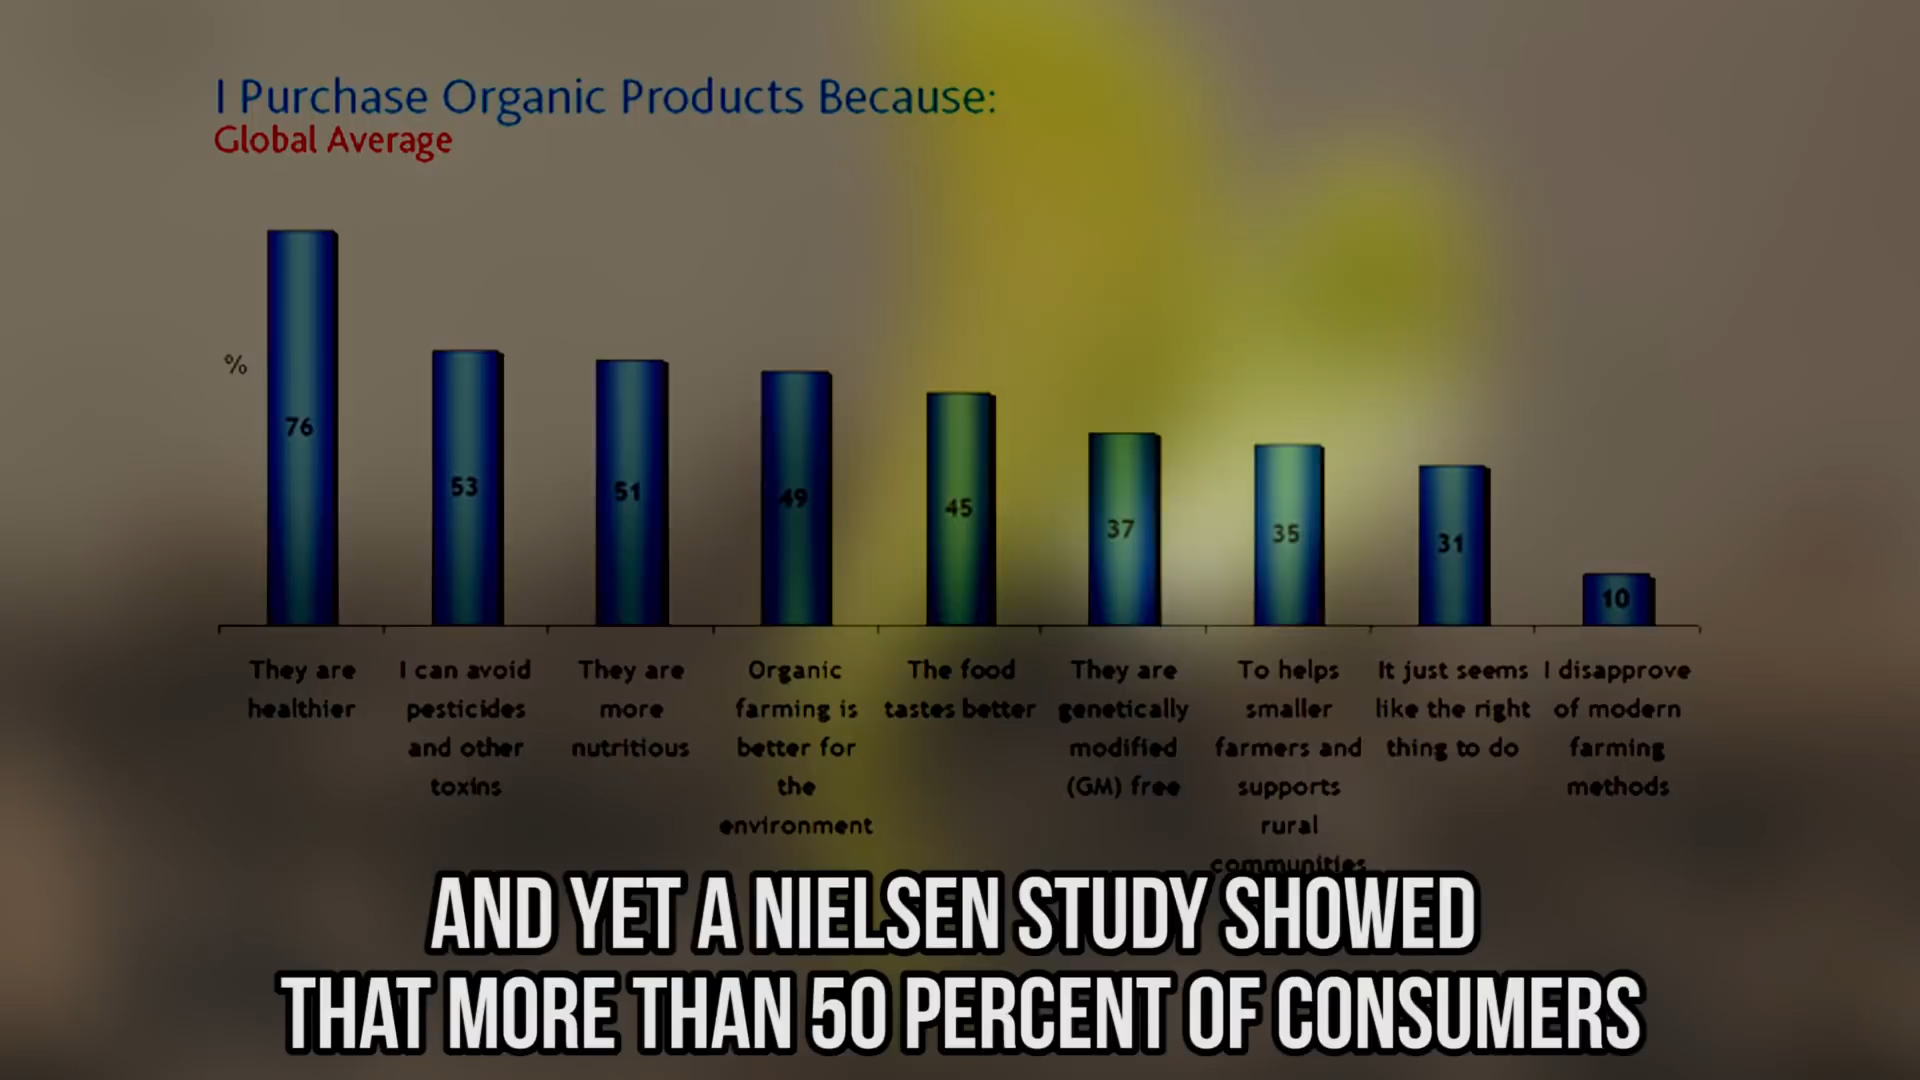 I Purchase Organic Products Because:
Global Average
%
76
53
51
49
45
37
35
31
10
They are
healthier
I can avoid
pesticides
and other
toxins
They are
more
nutritious
Organic
farming is
better for
the
environment
The food
tastes better
They are
genetically
modified
(GM) free
To helps
smaller
farmers and
supports
rural
communities
It just seems
like the right
thing to do
I disapprove
of modern
farming
methods
AND YET A NIELSEN STUDY SHOWED
THAT MORE THAN 50 PERCENT OF CONSUMERS